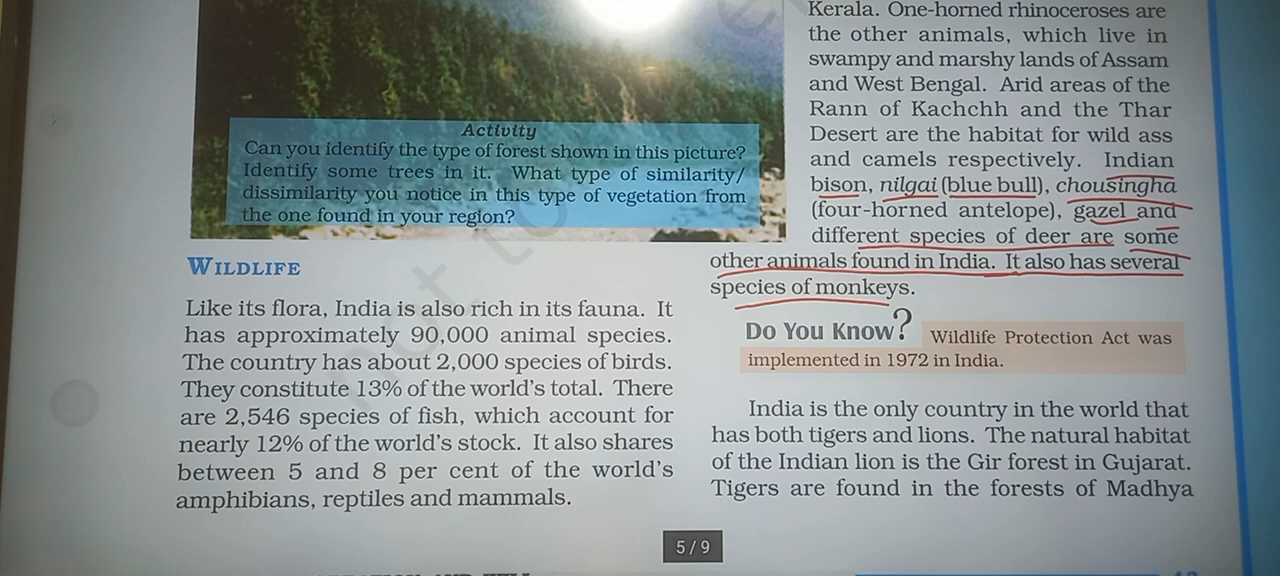 Activity
Can you identify the type of forest shown in this picture?
Identify some trees in it. What type of similarity/
dissimilarity you notice in this type of vegetation from
the one found in your region?
WILDLIFE
Like its flora, India is also rich in its fauna. It
has approximately 90,000 animal species.
The country has about 2,000 species of birds.
They constitute 13% of the world's total. There
are 2,546 species of fish, which account for
nearly 12% of the world's stock. It also shares
between 5 and 8 per cent of the world's
amphibians, reptiles and mammals.
Kerala. One-horned rhinoceroses are
the other animals, which live in
swampy and marshy lands of Assam
and West Bengal. Arid areas of the
Rann of Kachchh and the Thar
Desert are the habitat for wild ass
and camels respectively. Indian
bison, nilgai (blue bull), chousingha
(four-horned antelope), gazel and
different species of deer are some
other animals found in India. It also has several
species of monkeys.
Do You Know?
Wildlife Protection Act was
implemented in 1972 in India.
India is the only country in the world that
has both tigers and lions. The natural habitat
of the Indian lion is the Gir forest in Gujarat.
Tigers are found in the forests of Madhya
5/9